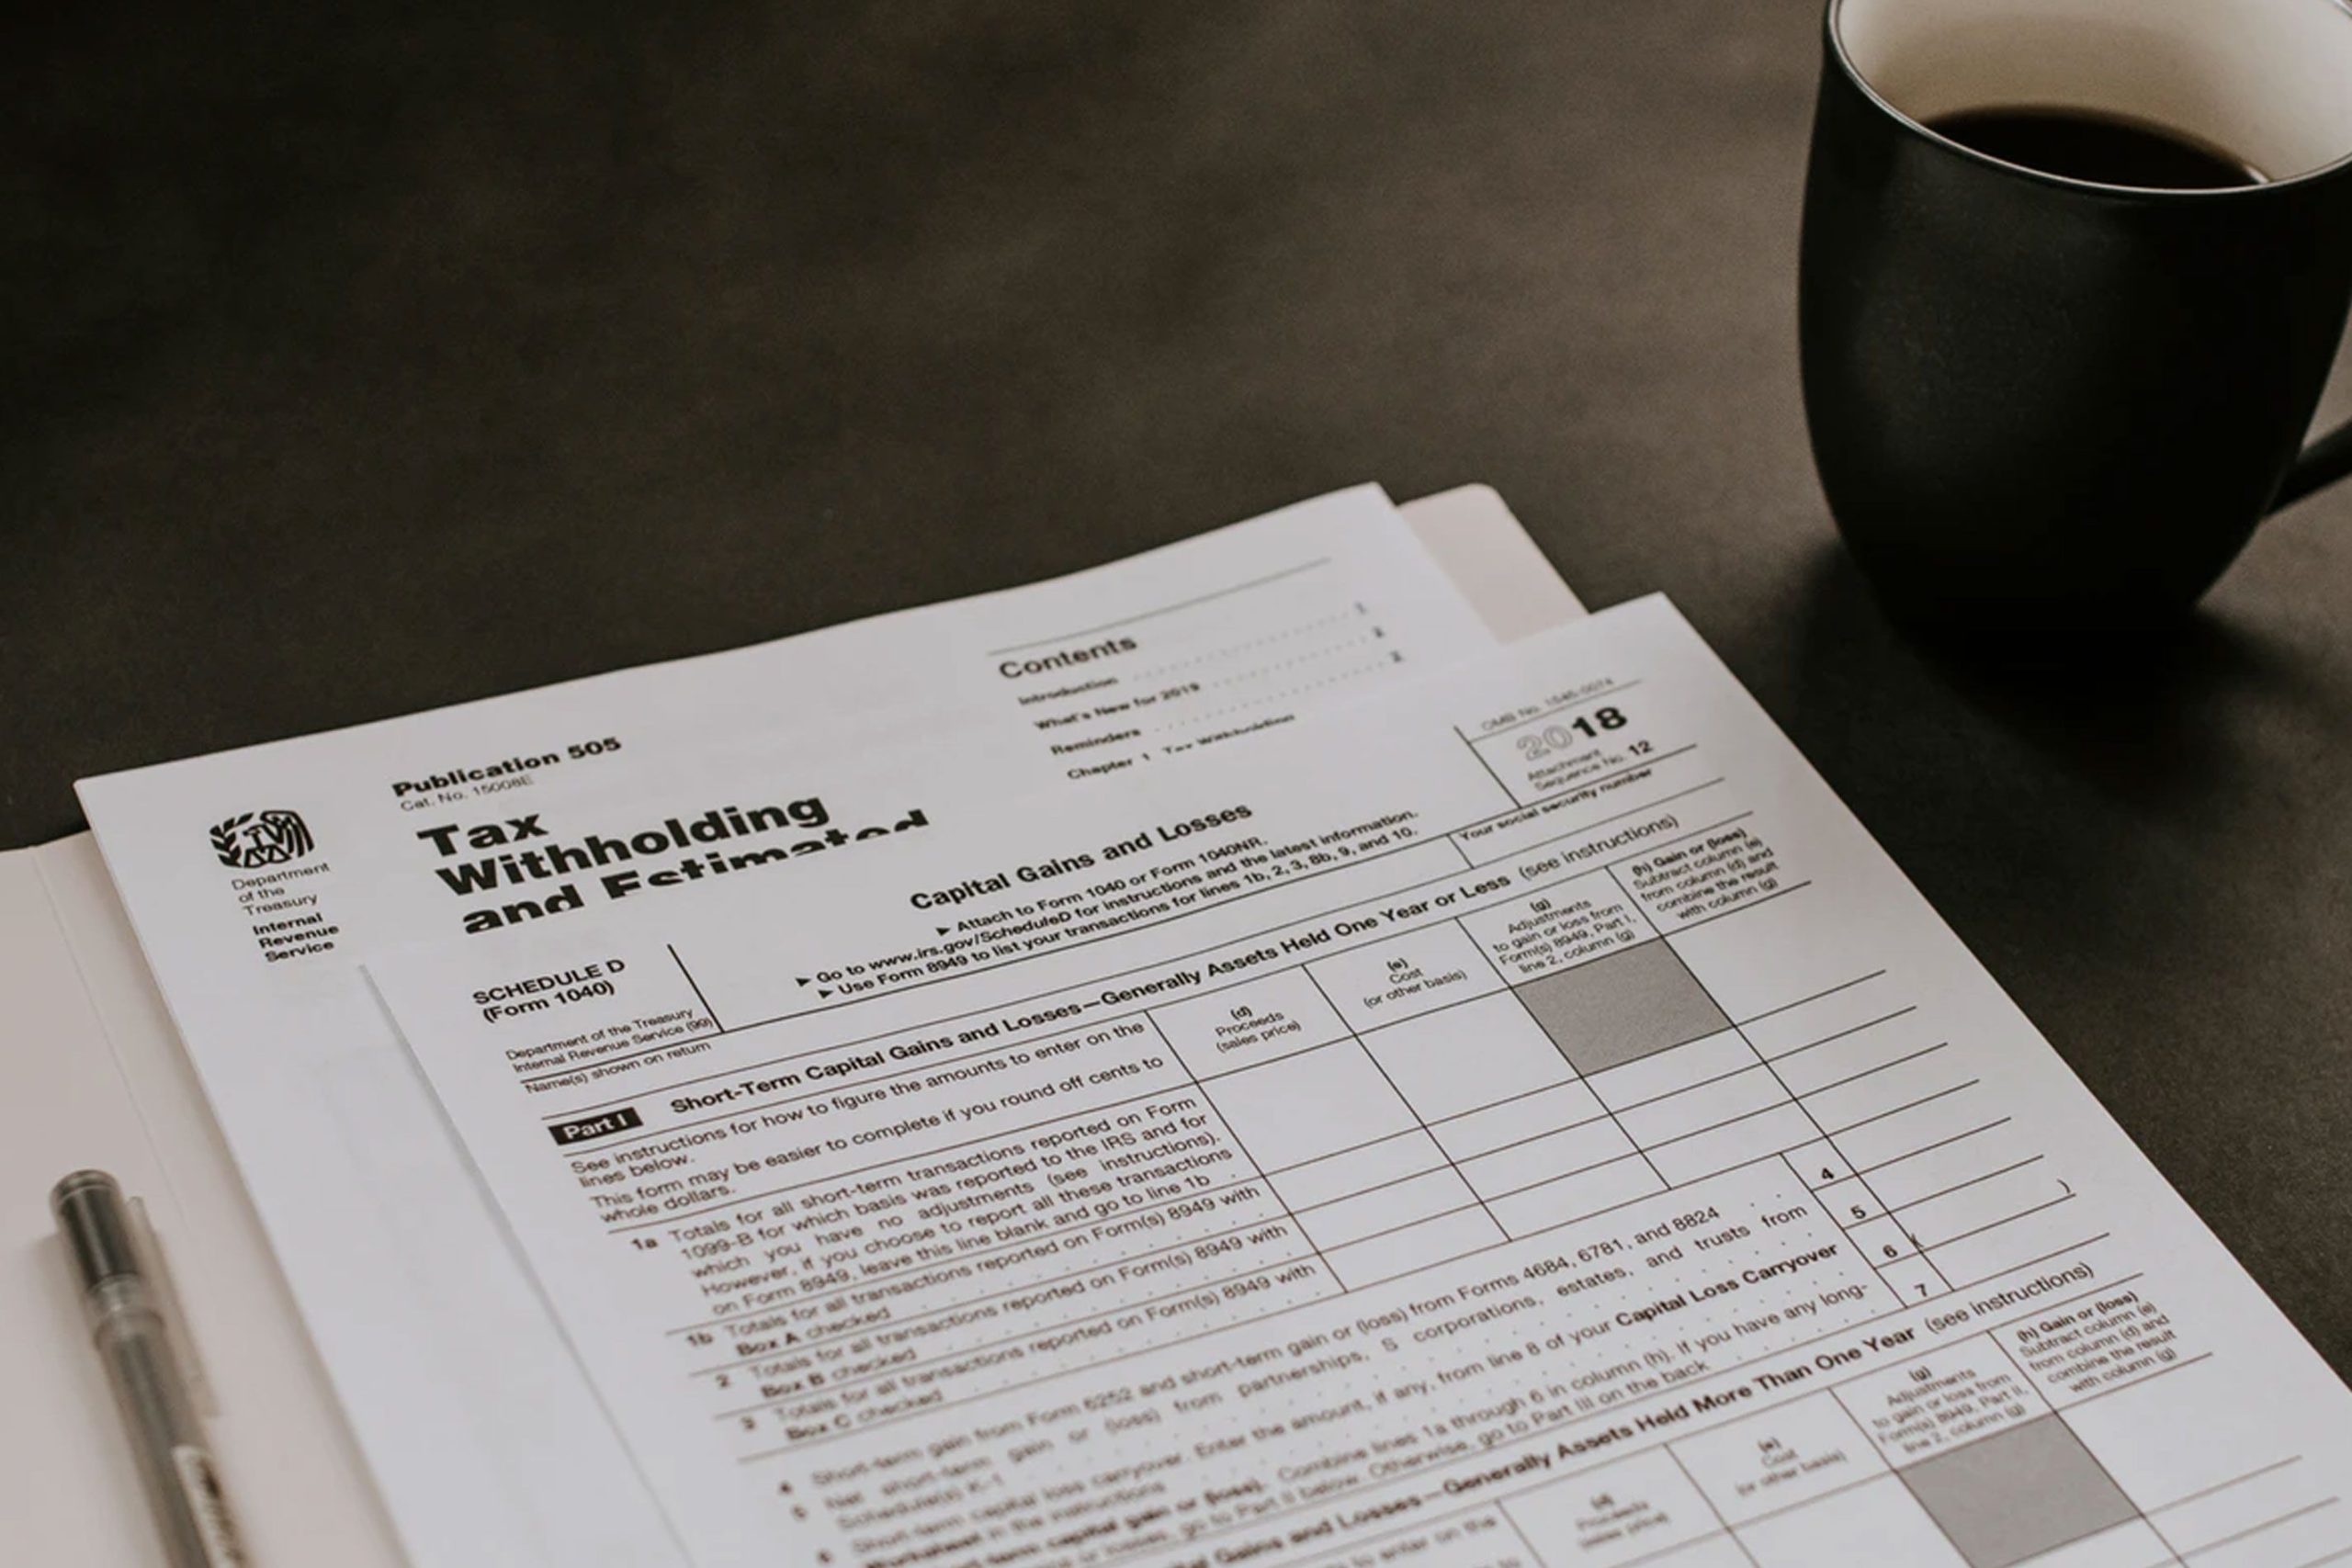 Publication 505
Cat. No. 15008E
Tax
Withholding
and Estimated
Department
of the
Treasury
Internal
Revenue
Service
Contents
Introduction
What's New for 2019
Reminders
Chapter 1 Tax Withholding
1
2
2
SCHEDULE D
(Form 1040)
Department of the Treasury
Internal Revenue Service (99)
Capital Gains and Losses
► Attach to Form 1040 or Form 1040NR.
► Go to www.irs.gov/ScheduleD for instructions and the latest information.
► Use Form 8949 to list your transactions for lines 1b, 2, 3, 8b, 9, and 10.
OMB No. 1545-0074
2018
Attachment
Sequence No. 12
Name(s) shown on return
Your social security number
Part I Short-Term Capital Gains and Losses—Generally Assets Held One Year or Less (see instructions)
See instructions for how to figure the amounts to enter on the
lines below.
This form may be easier to complete if you round off cents to
whole dollars.
(d)
Proceeds
(sales price)
(e)
Cost
(or other basis)
(g)
Adjustments
to gain or loss from
Form(s) 8949, Part I,
line 2, column (g)
(h) Gain or (loss)
Subtract column (e)
from column (d) and
combine the result
with column (g)
1a Totals for all short-term transactions reported on Form
1099-B for which basis was reported to the IRS and for
which you have no adjustments (see instructions).
However, if you choose to report all these transactions
on Form 8949, leave this line blank and go to line 1b .
1b Totals for all transactions reported on Form(s) 8949 with
Box A checked
2 Totals for all transactions reported on Form(s) 8949 with
Box B checked
3 Totals for all transactions reported on Form(s) 8949 with
Box C checked
4 Short-term gain from Form 6252 and short-term gain or (loss) from Forms 4684, 6781, and 8824 . . 4
5 Net short-term gain or (loss) from partnerships, S corporations, estates, and trusts from
Schedule(s) K-1 5
6 Short-term capital loss carryover. Enter the amount, if any, from line 8 of your Capital Loss Carryover
Worksheet in the instructions 6 ( )
capital gain or (loss). Combine lines 1a through 6 in column (h). If you have any long-
go to Part II below. Otherwise, go to Part III on the back 7
Gains and Losses—Generally Assets Held More Than One Year (see instructions)
to enter on the
(d)
Proceeds
(sales price)
(e)
Cost
(or other basis)
(g)
Adjustments
to gain or loss from
Form(s) 8949, Part II,
line 2, column (g)
(h) Gain or (loss)
Subtract column (e)
from column (d) and
combine the result
with column (g)